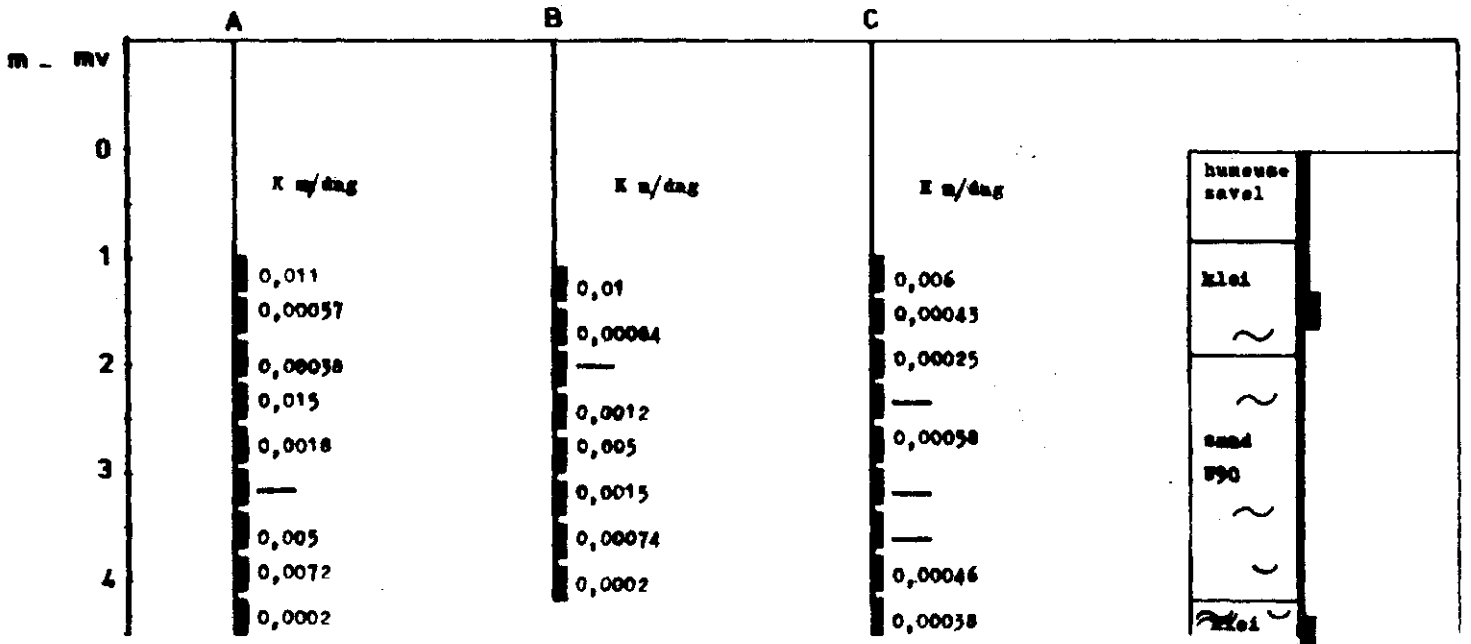 A B C
m - mv
0
K m/dag K m/dag K m/dag
humeuse
zavel
1
0,011 0,01 0,006
klei
0,00057 0,00043
2
0,00038 — 0,00025
0,015 0,0012 —
0,0018 0,005 0,00058
zand
3
— 0,0015 —
0,005 0,00074 —
0,0072 0,0002 0,00046
4
0,0002 0,00038
klei